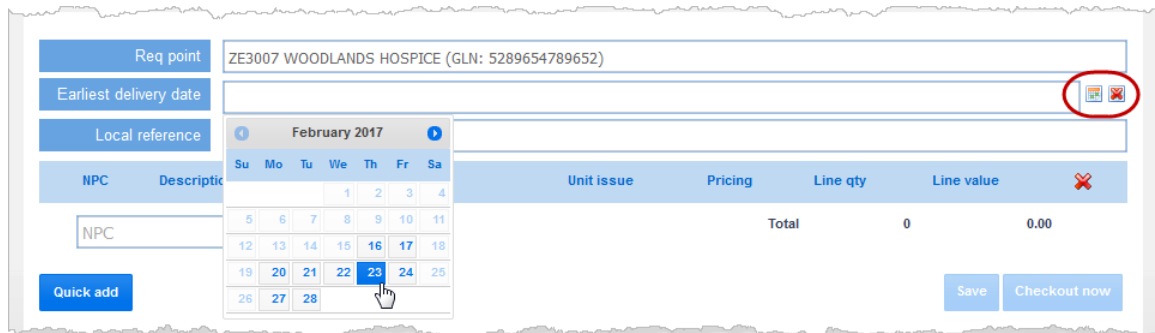 Req point ZE3007 WOODLANDS HOSPICE (GLN: 5289654789652)
Earliest delivery date
Local reference
February 2017
Su Mo Tu We Th Fr Sa
1 2 3 4
5 6 7 8 9 10 11
12 13 14 15 16 17 18
19 20 21 22 23 24 25
26 27 28
NPC Descriptio Unit issue Pricing Line qty Line value
NPC Total 0 0.00
Quick add Save Checkout now